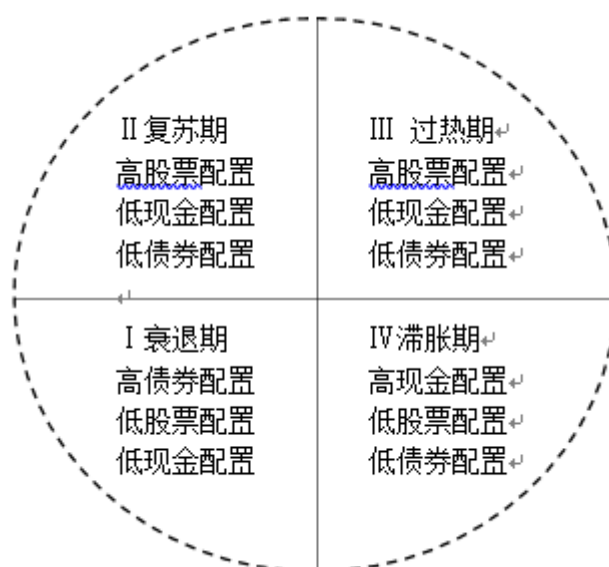 Ⅱ复苏期
高股票配置
低现金配置
低债券配置
Ⅲ 过热期
高股票配置
低现金配置
低债券配置
Ⅰ衰退期
高债券配置
低股票配置
低现金配置
Ⅳ滞胀期
高现金配置
低股票配置
低债券配置